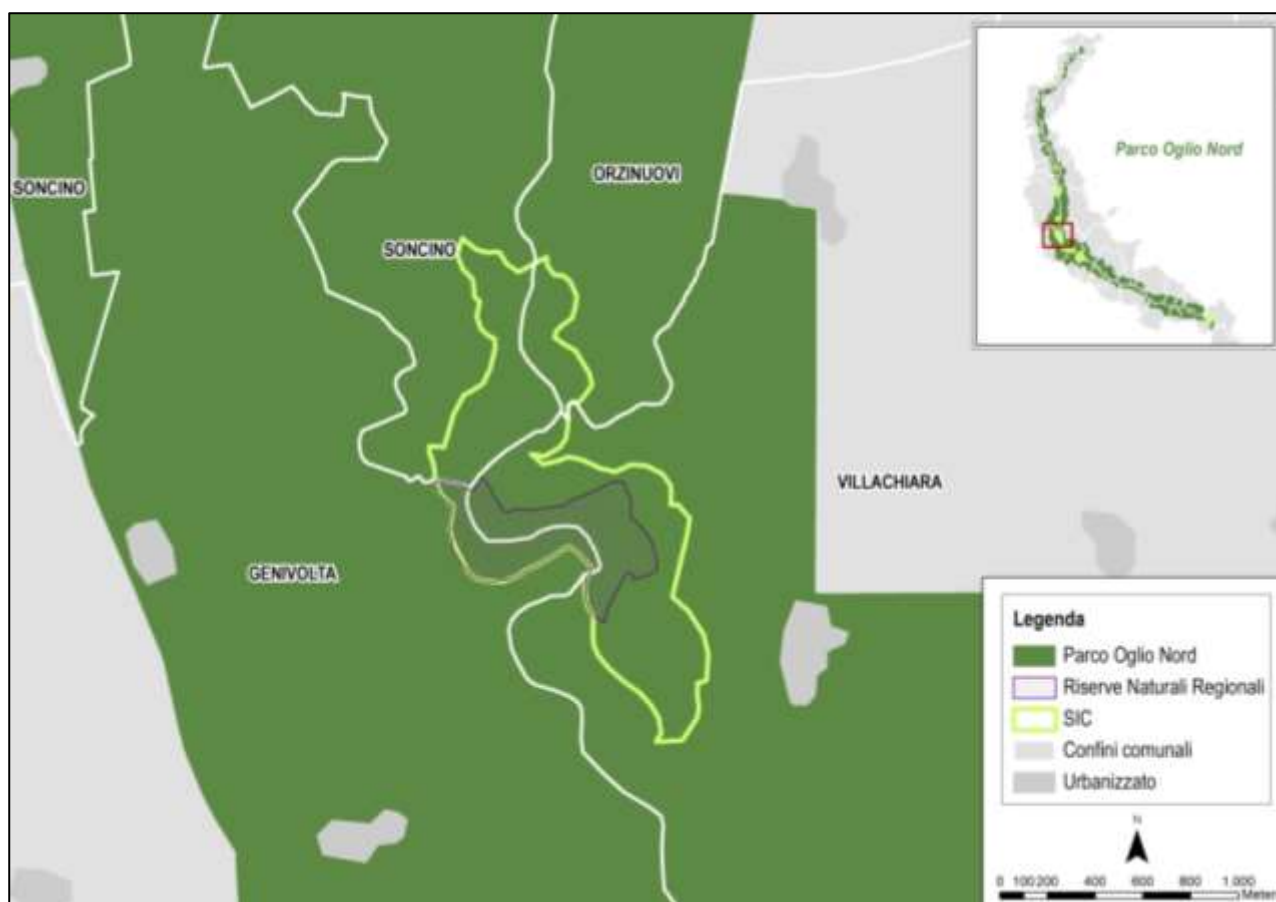 Parco Oglio Nord
ORZINUOVI
SONCINO
SONCINO
VILLACHIARA
GENIVOLTA
Legenda
Parco Oglio Nord
Riserve Naturali Regionali
SIC
Confini comunali
Urbanizzato
N
0 100 200 400 600 800 1.000
Meter